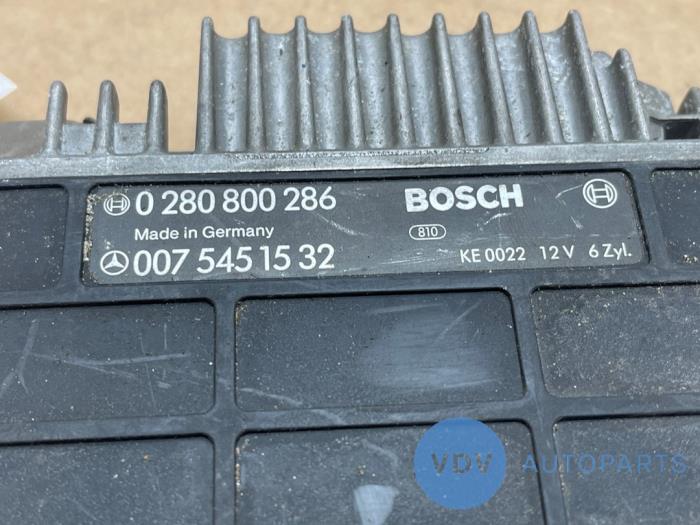 0 280 800 286 BOSCH
Made in Germany 810
007 545 15 32 KE 0022 12 V 6 Zyl.
VDV AUTOPARTS